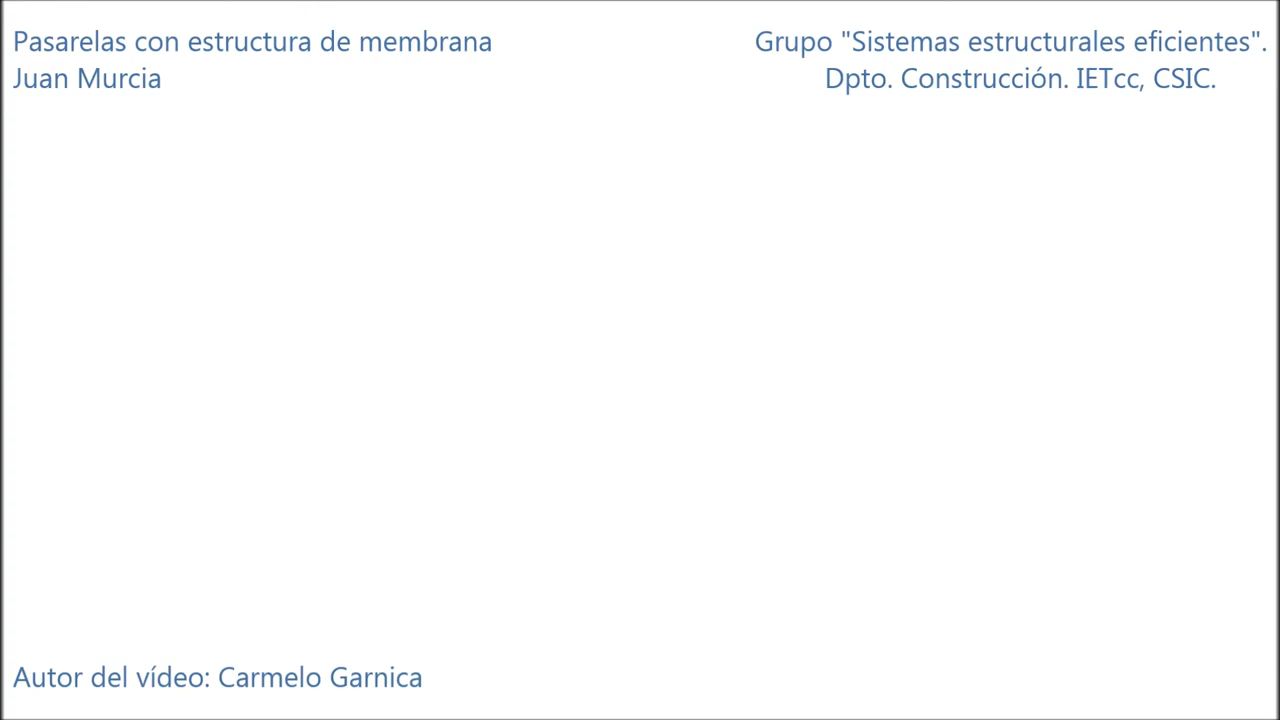 Pasarelas con estructura de membrana
Juan Murcia
Grupo "Sistemas estructurales eficientes".
Dpto. Construcción. IETcc, CSIC.
Autor del vídeo: Carmelo Garnica